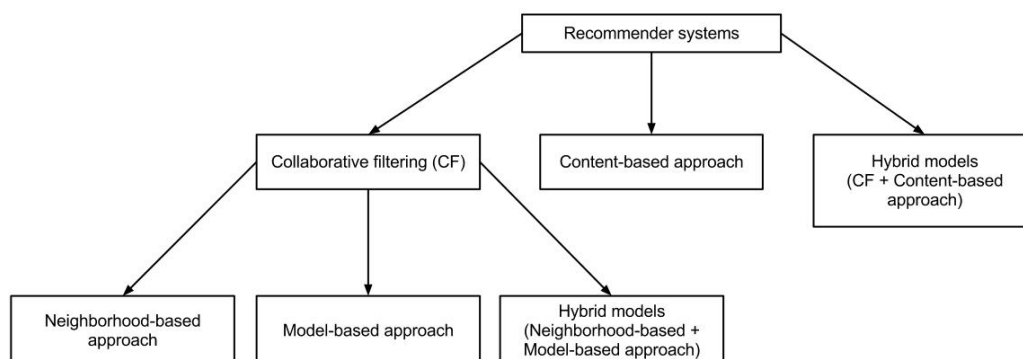 Recommender systems
Collaborative filtering (CF)
Content-based approach
Hybrid models
(CF + Content-based
approach)
Neighborhood-based
approach
Model-based approach
Hybrid models
(Neighborhood-based +
Model-based approach)